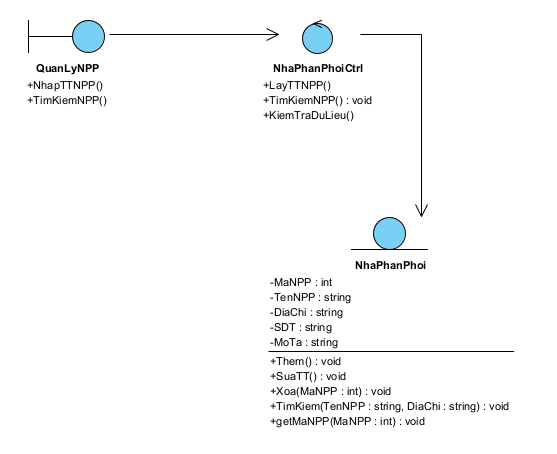 QuanLyNPP
+NhapTTNPP()
+TimKiemNPP()
NhaPhanPhoiCtrl
+LayTTNPP()
+TimKiemNPP() : void
+KiemTraDuLieu()
NhaPhanPhoi
-MaNPP : int
-TenNPP : string
-DiaChi : string
-SDT : string
-MoTa : string
+Them() : void
+SuaTT() : void
+Xoa(MaNPP : int) : void
+TimKiem(TenNPP : string, DiaChi : string) : void
+getMaNPP(MaNPP : int) : void